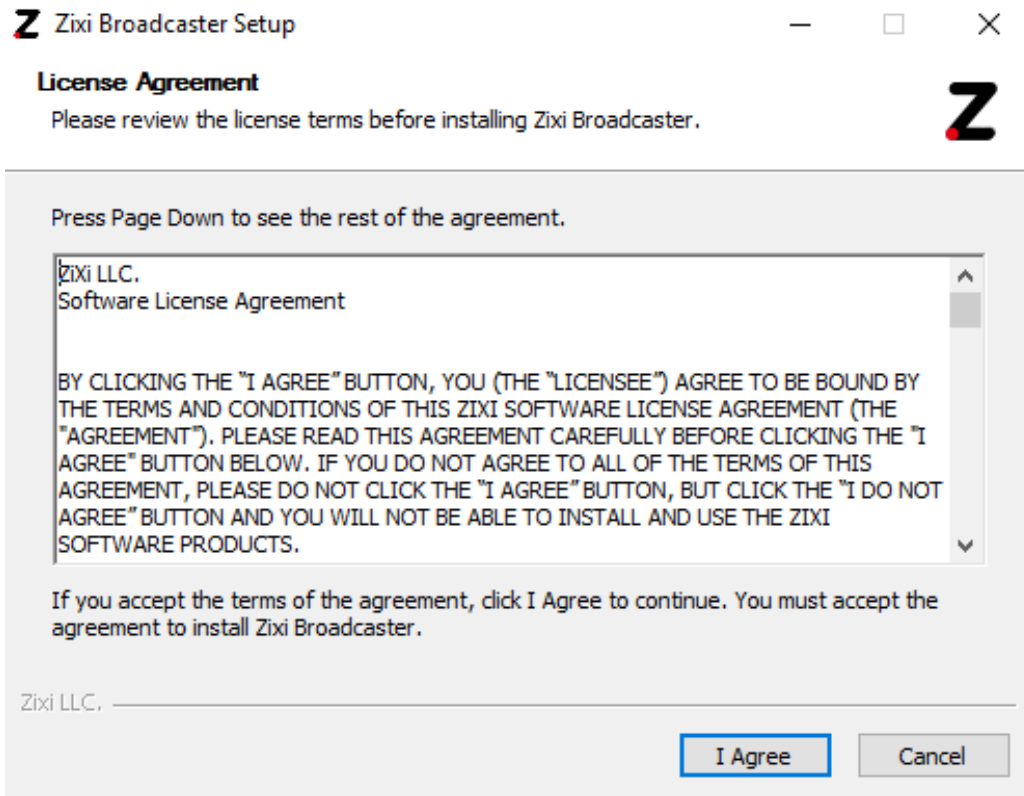 Zixi Broadcaster Setup
License Agreement
Please review the license terms before installing Zixi Broadcaster.
Z
Press Page Down to see the rest of the agreement.
ZiXi LLC.
Software License Agreement
BY CLICKING THE “I AGREE” BUTTON, YOU (THE “LICENSEE”) AGREE TO BE BOUND BY
THE TERMS AND CONDITIONS OF THIS ZIXI SOFTWARE LICENSE AGREEMENT (THE
"AGREEMENT"). PLEASE READ THIS AGREEMENT CAREFULLY BEFORE CLICKING THE "I
AGREE" BUTTON BELOW. IF YOU DO NOT AGREE TO ALL OF THE TERMS OF THIS
AGREEMENT, PLEASE DO NOT CLICK THE “I AGREE” BUTTON, BUT CLICK THE “I DO NOT
AGREE” BUTTON AND YOU WILL NOT BE ABLE TO INSTALL AND USE THE ZIXI
SOFTWARE PRODUCTS.
If you accept the terms of the agreement, click I Agree to continue. You must accept the
agreement to install Zixi Broadcaster.
Zixi LLC.
I Agree
Cancel